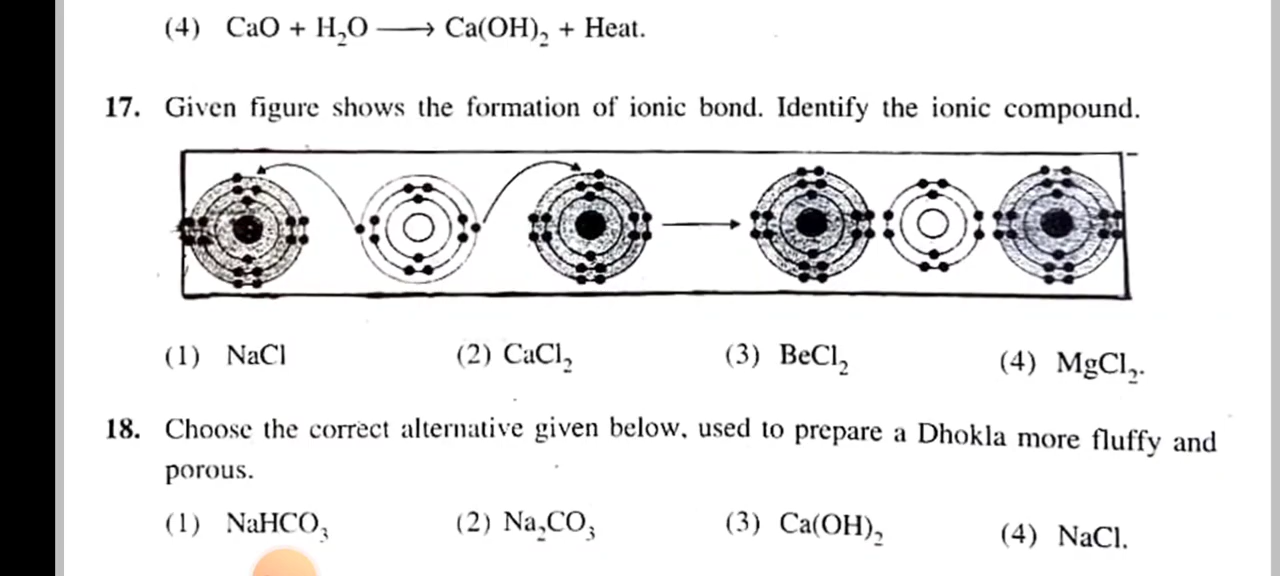 (4) CaO + H₂O ⟶ Ca(OH)₂ + Heat.
17. Given figure shows the formation of ionic bond. Identify the ionic compound.
(1) NaCl (2) CaCl₂ (3) BeCl₂ (4) MgCl₂.
18. Choose the correct alternative given below, used to prepare a Dhokla more fluffy and
porous.
(1) NaHCO₃ (2) Na₂CO₃ (3) Ca(OH)₂ (4) NaCl.